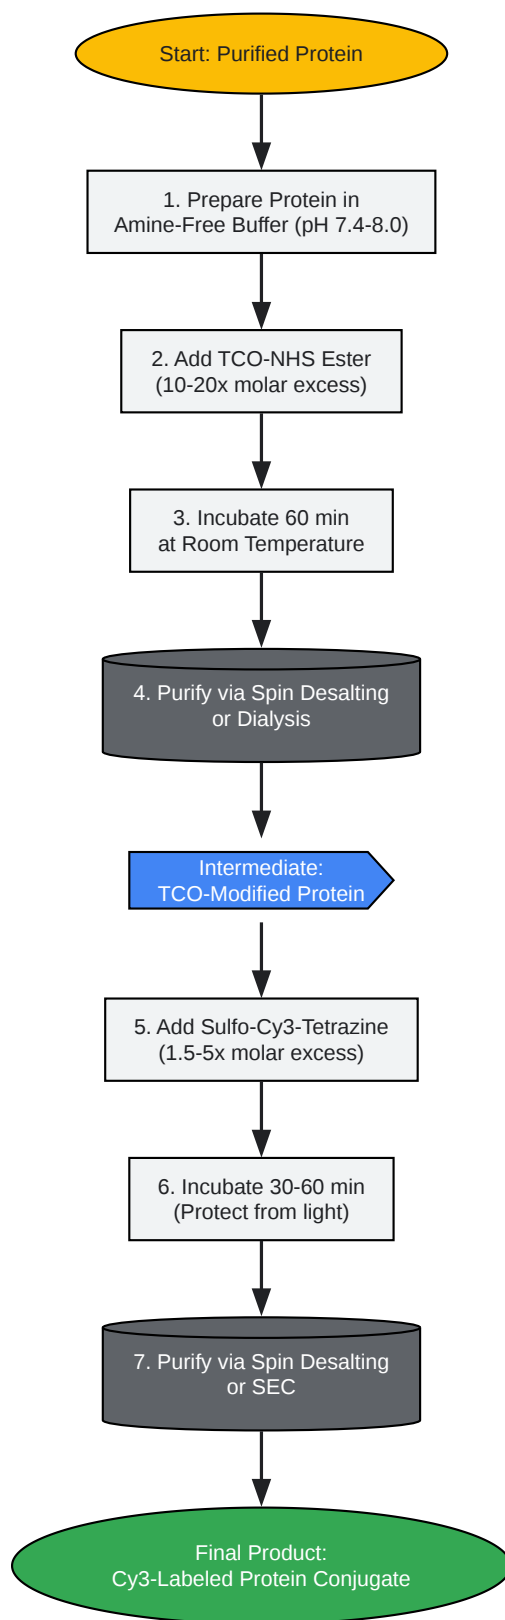 Start: Purified Protein
1. Prepare Protein in
Amine-Free Buffer (pH 7.4-8.0)
2. Add TCO-NHS Ester
(10-20x molar excess)
3. Incubate 60 min
at Room Temperature
4. Purify via Spin Desalting
or Dialysis
Intermediate:
TCO-Modified Protein
5. Add Sulfo-Cy3-Tetrazine
(1.5-5x molar excess)
6. Incubate 30-60 min
(Protect from light)
7. Purify via Spin Desalting
or SEC
Final Product:
Cy3-Labeled Protein Conjugate